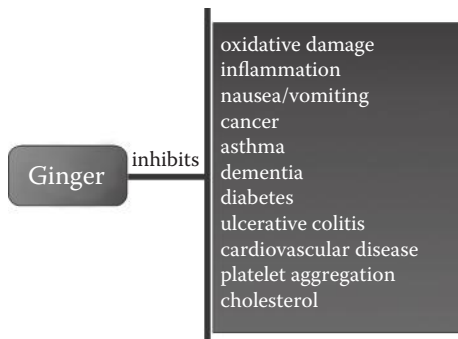 Ginger
inhibits
oxidative damage
inflammation
nausea/vomiting
cancer
asthma
dementia
diabetes
ulcerative colitis
cardiovascular disease
platelet aggregation
cholesterol